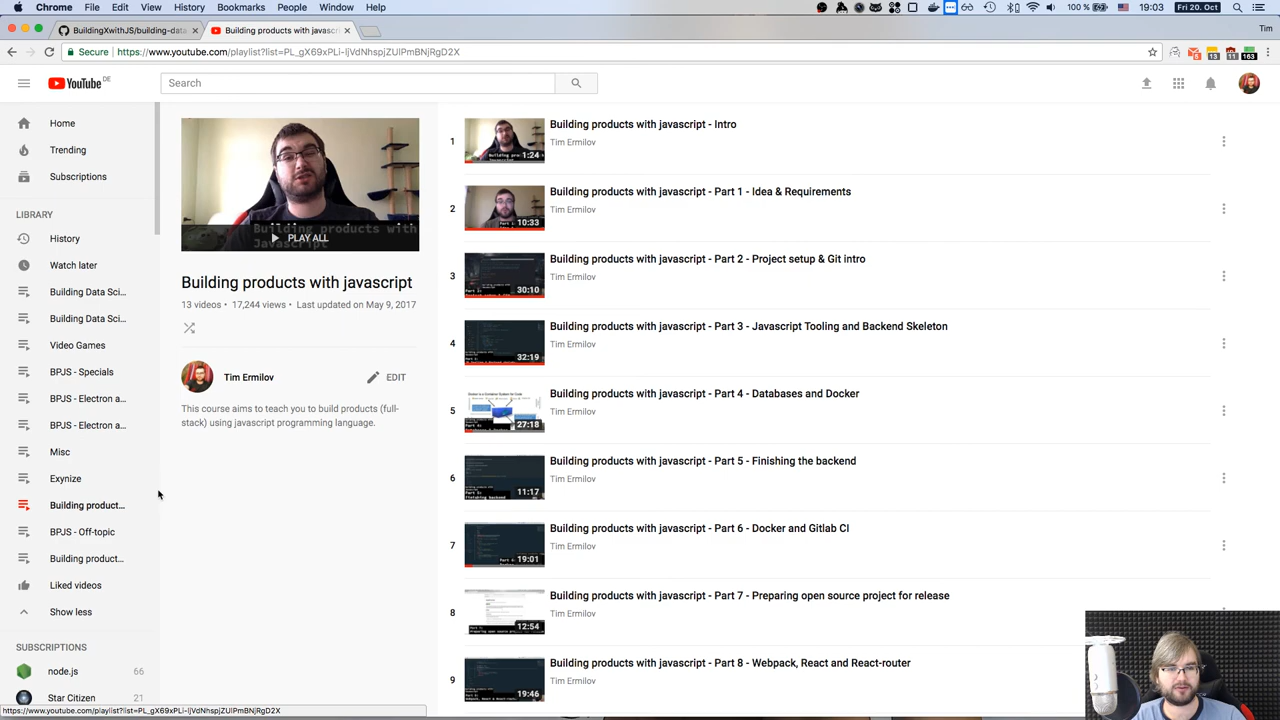 Chrome File Edit View History Bookmarks People Window Help
100 % Fri 20. Oct 19:03
BuildingXwithJS/building-data
Building products with javascri
Tim
Secure https://www.youtube.com/playlist?list=PL_gX69xPLi-ljVdNhspjZUlPmBNjRgD2X
5 13 11 163
YouTube DE
Search
Home
Trending
Subscriptions
LIBRARY
History
Watch later
Building Data Sci...
Building Data Sci...
Video Games
BPJS - Specials
BPJS - Electron a...
BPJS - Electron a...
Misc
Exynize
Building product...
BPJS - Off-topic
Building product...
Liked videos
Show less
SUBSCRIPTIONS
node.js 66
Star Citizen 21
PLAY ALL
Building products with javascript
13 videos • 17,244 views • Last updated on May 9, 2017
Tim Ermilov
EDIT
This course aims to teach you to build products (full-
stack) using javascript programming language.
1 Building products with javascript - Intro
Tim Ermilov
1:24
2 Building products with javascript - Part 1 - Idea & Requirements
Tim Ermilov
10:33
3 Building products with javascript - Part 2 - Project setup & Git intro
Tim Ermilov
30:10
4 Building products with javascript - Part
Tim Ermilov
32:19
5 Building products with javascript - Part 4 - Databases and Docker
Tim Ermilov
27:18
6 Building products with javascript - Part 5 - Finishing the backend
Tim Ermilov
11:17
7 Building products with javascript - Part 6 - Docker and Gitlab CI
Tim Ermilov
19:01
8 Building products with javascript - Part 7 - Preparing open source project for release
Tim Ermilov
12:54
9 Building products with javascript - Part 8 - Webpack, React and React-router
Tim Ermilov
19:46
https://www.youtube.com/playlist?list=PL_gX69xPLi-ljVdNhspjZUlPmBNjRgD2X